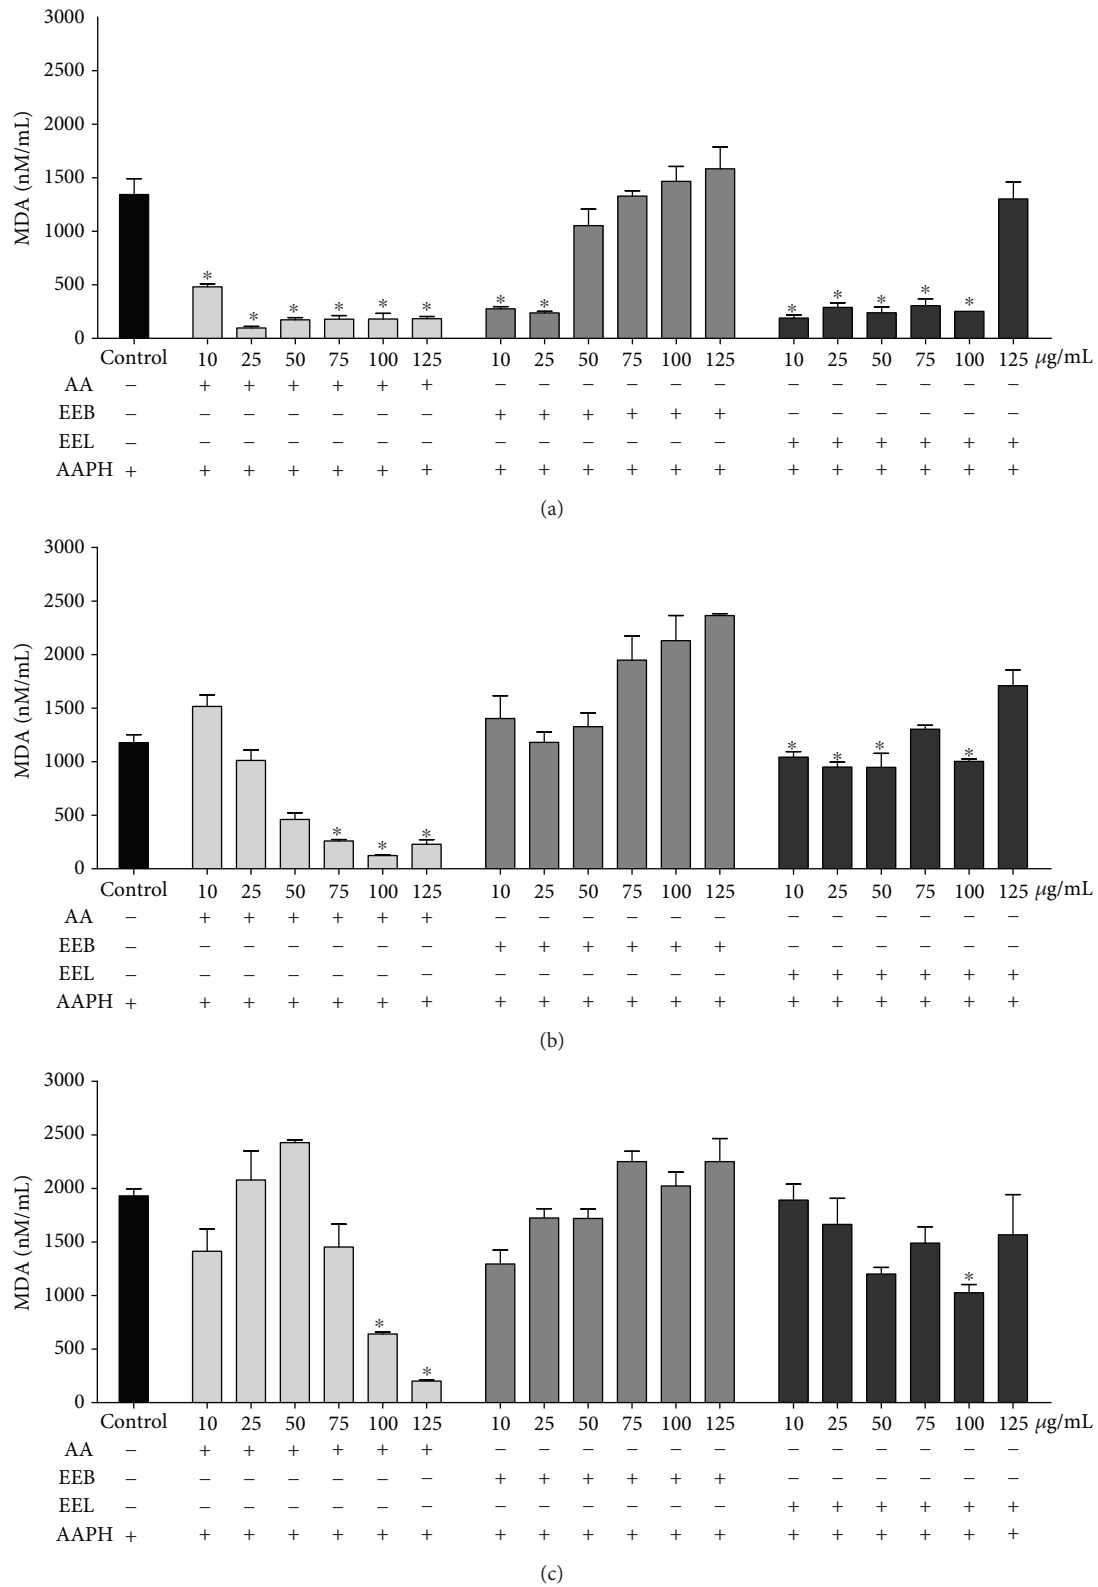 3000
2500
2000
1500
1000
500
0
MDA (nM/mL)
* * * * * * * * * * * * *
Control 10 25 50 75 100 125 10 25 50 75 100 125 10 25 50 75 100 125 μg/mL
AA − + + + + + + − − − − − − − − − − − −
EEB − − − − − − − + + + + + + − − − − − −
EEL − − − − − − − − − − − − − + + + + + +
AAPH + + + + + + + + + + + + + + + + + + +
(a)
3000
2500
2000
1500
1000
500
0
MDA (nM/mL)
* * * * * * *
Control 10 25 50 75 100 125 10 25 50 75 100 125 10 25 50 75 100 125 μg/mL
AA − + + + + + + − − − − − − − − − − − −
EEB − − − − − − − + + + + + + − − − − − −
EEL − − − − − − − − − − − − − + + + + + +
AAPH + + + + + + + + + + + + + + + + + + +
(b)
3000
2500
2000
1500
1000
500
0
MDA (nM/mL)
* * *
Control 10 25 50 75 100 125 10 25 50 75 100 125 10 25 50 75 100 125 μg/mL
AA − + + + + + + − − − − − − − − − − − −
EEB − − − − − − − + + + + + + − − − − − −
EEL − − − − − − − − − − − − − + + + + + +
AAPH + + + + + + + + + + + + + + + + + + +
(c)